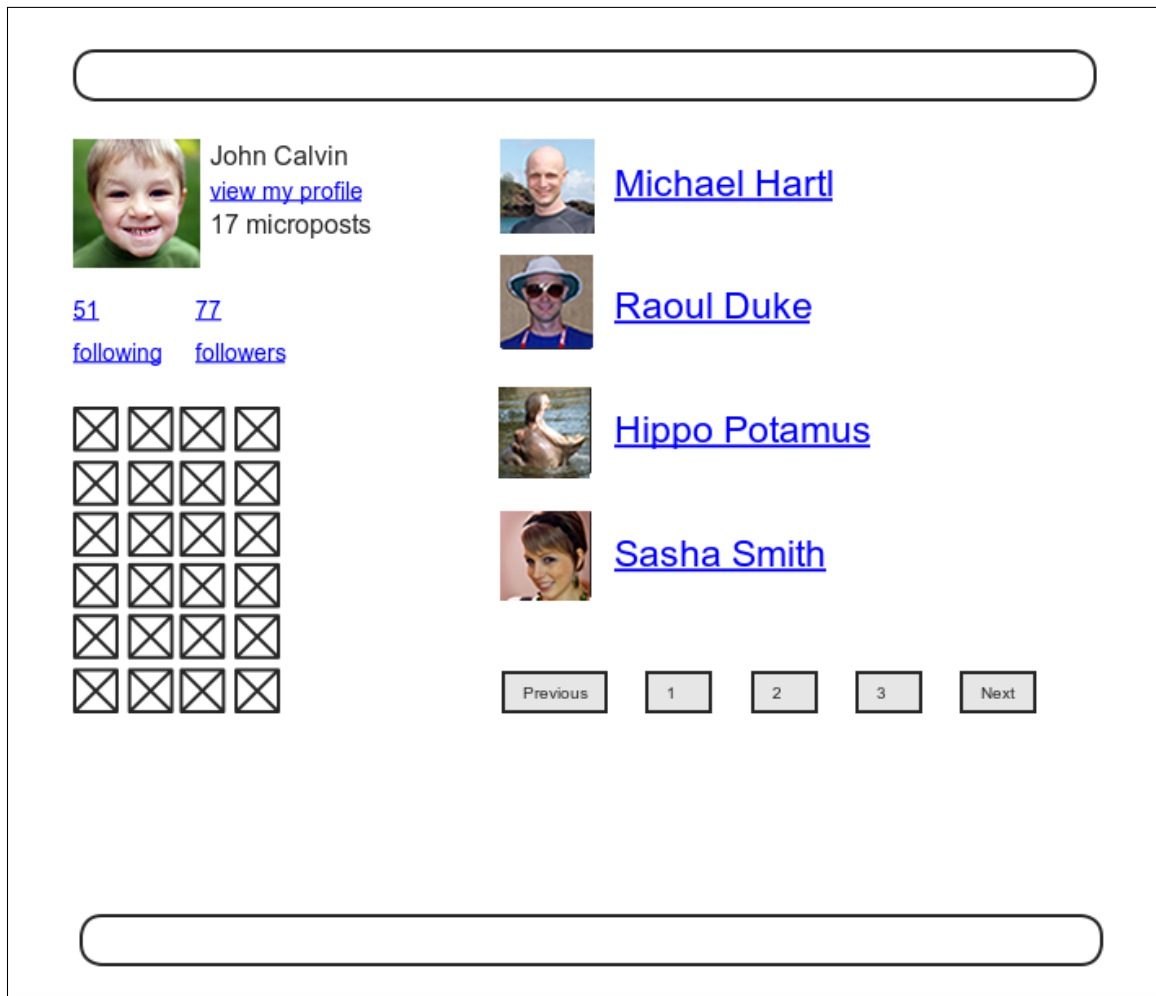 John Calvin
view my profile
17 microposts
51
77
following
followers
Michael Hartl
Raoul Duke
Hippo Potamus
Sasha Smith
Previous
1
2
3
Next